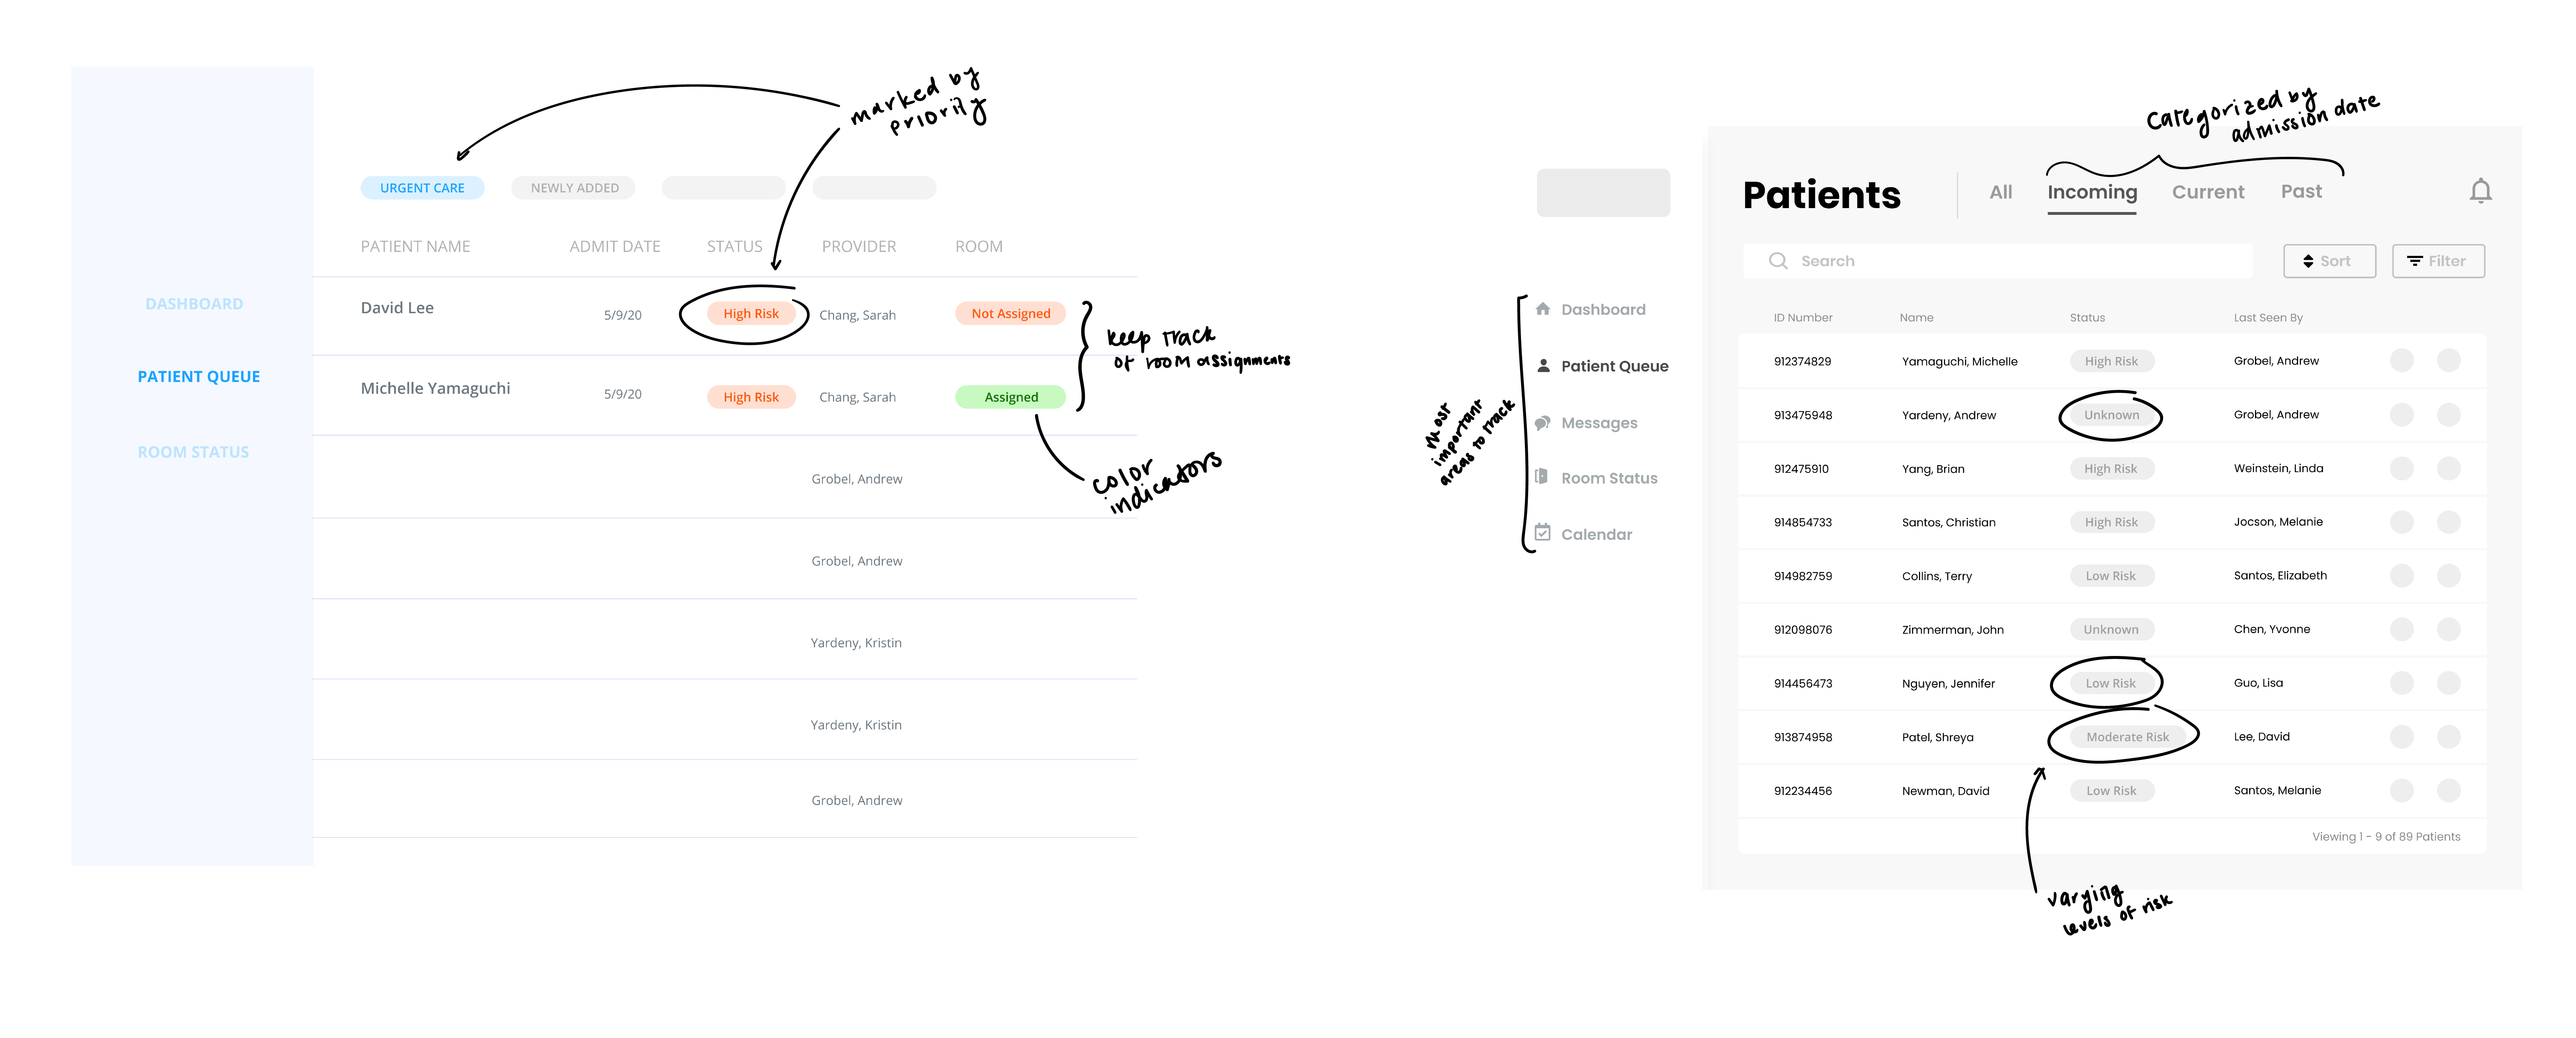 marked by
priority
URGENT CARE
NEWLY ADDED
PATIENT NAME
ADMIT DATE
STATUS
PROVIDER
ROOM
DASHBOARD
PATIENT QUEUE
ROOM STATUS
David Lee
5/9/20
High Risk
Chang, Sarah
Not Assigned
Michelle Yamaguchi
5/9/20
High Risk
Chang, Sarah
Assigned
keep track
of room assignments
color
indicators
Grobel, Andrew
Grobel, Andrew
Yardeny, Kristin
Yardeny, Kristin
Grobel, Andrew
most
important
areas to track
Dashboard
Patient Queue
Messages
Room Status
Calendar
Categorized by
admission date
Patients
All
Incoming
Current
Past
Search
Sort
Filter
ID Number
Name
Status
Last Seen By
912374829
Yamaguchi, Michelle
High Risk
Grobel, Andrew
913475948
Yardeny, Andrew
Unknown
Grobel, Andrew
912475910
Yang, Brian
High Risk
Weinstein, Linda
914854733
Santos, Christian
High Risk
Jocson, Melanie
914982759
Collins, Terry
Low Risk
Santos, Elizabeth
912098076
Zimmerman, John
Unknown
Chen, Yvonne
914456473
Nguyen, Jennifer
Low Risk
Guo, Lisa
913874958
Patel, Shreya
Moderate Risk
Lee, David
912234456
Newman, David
Low Risk
Santos, Melanie
Viewing 1 - 9 of 89 Patients
varying
levels of risk